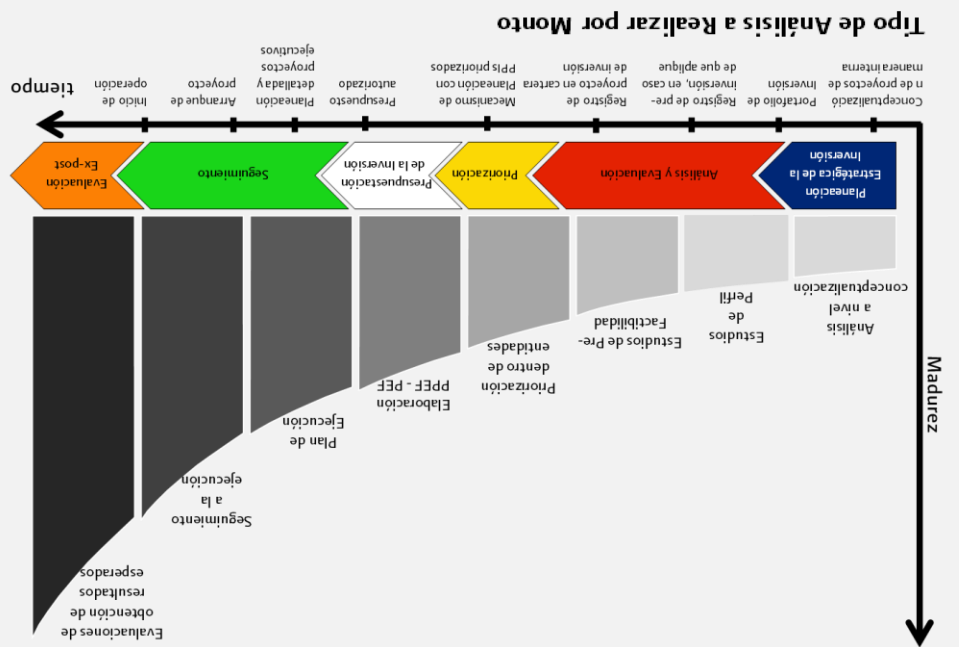 Evaluaciones de
obtención de
resultados
esperados
Seguimiento
a la
ejecución
Madurez
Plan de
Ejecución
Elaboración
PPEF - PEF
Priorización
dentro de
entidades
Estudios de Pre-
Factibilidad
Estudios
de
Perfil
Análisis
a nivel
conceptualización
Planeación
Estratégica de la
Inversión
Análisis y Evaluación
Priorización
Presupuestación
de la Inversión
Seguimiento
Evaluación
Ex-post
Conceptualizació
n de proyectos de
manera interna
Portafolio de
Inversión
Registro de pre-
inversión, en caso
de que aplique
Registro de
proyecto en cartera
de inversión
Mecanismo de
Planeación con
PPIs priorizados
Presupuesto
autorizado
Planeación
detallada y
proyectos
ejecutivos
Arranque de
proyecto
Inicio de
operación
tiempo
Tipo de Análisis a Realizar por Monto